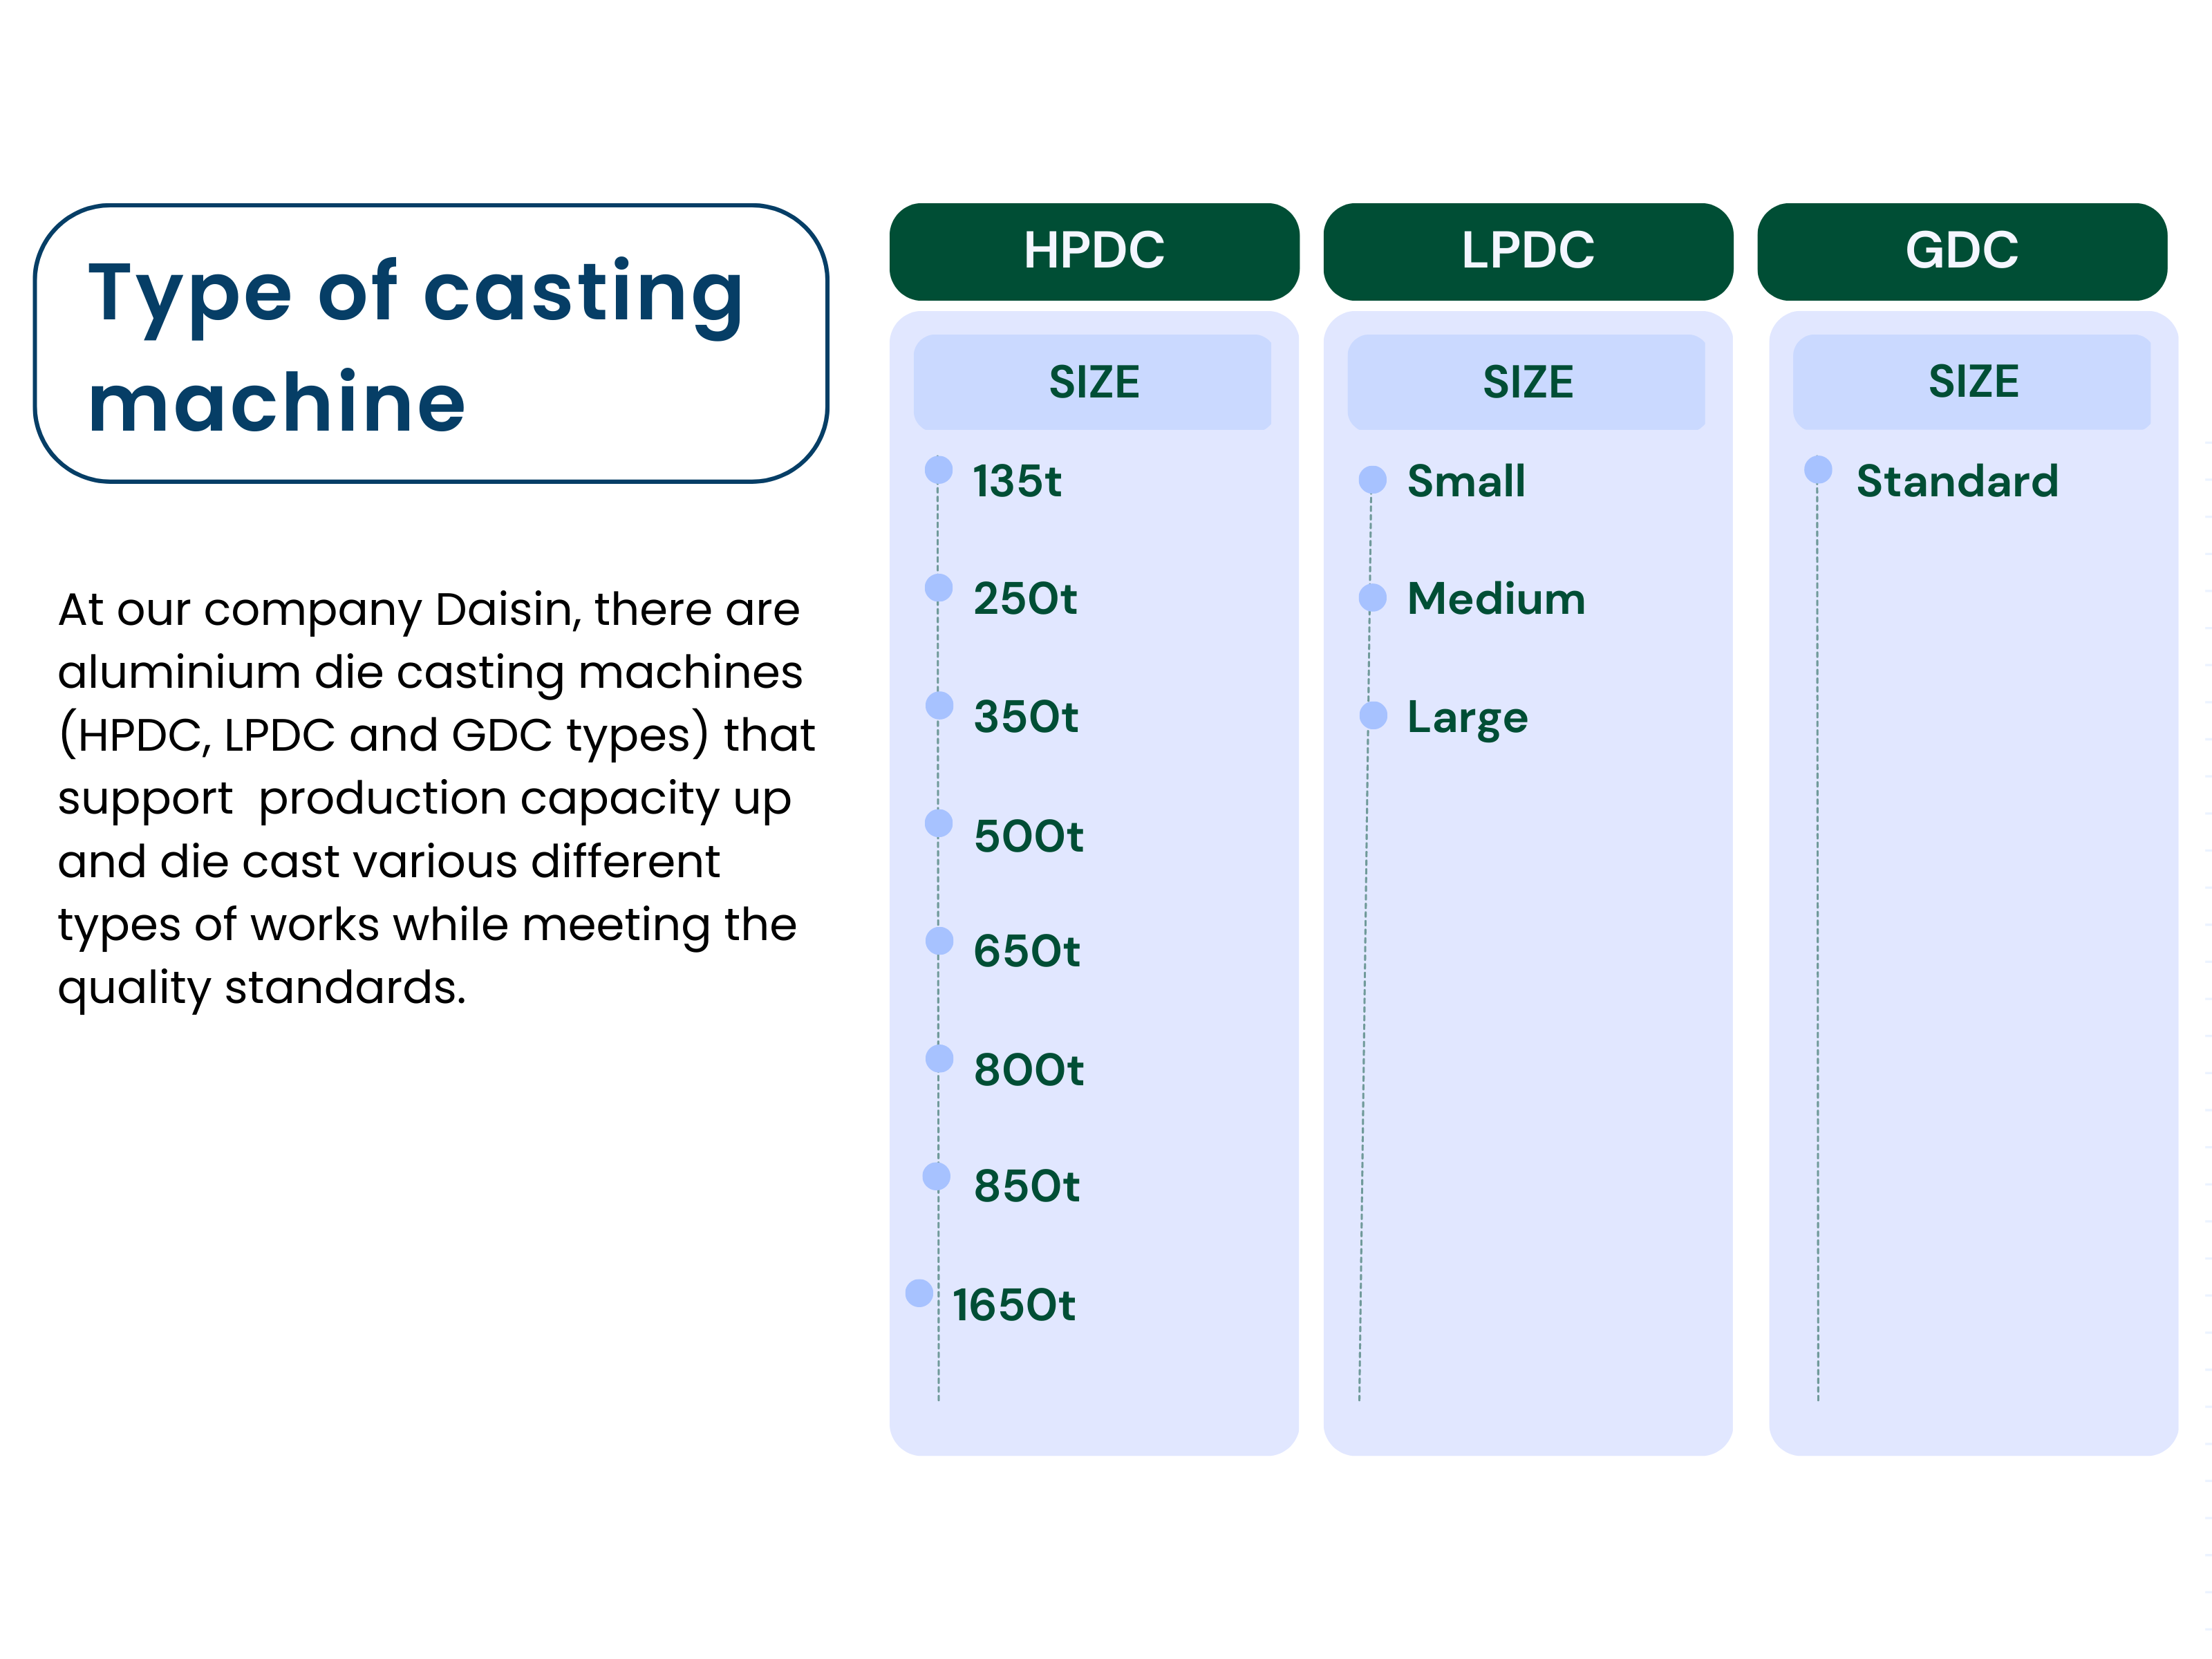 Type of casting
machine
At our company Daisin, there are
aluminium die casting machines
(HPDC, LPDC and GDC types) that
support  production capacity up
and die cast various different
types of works while meeting the
quality standards.
HPDC
SIZE
135t
250t
350t
500t
650t
800t
850t
1650t
LPDC
SIZE
Small
Medium
Large
GDC
SIZE
Standard